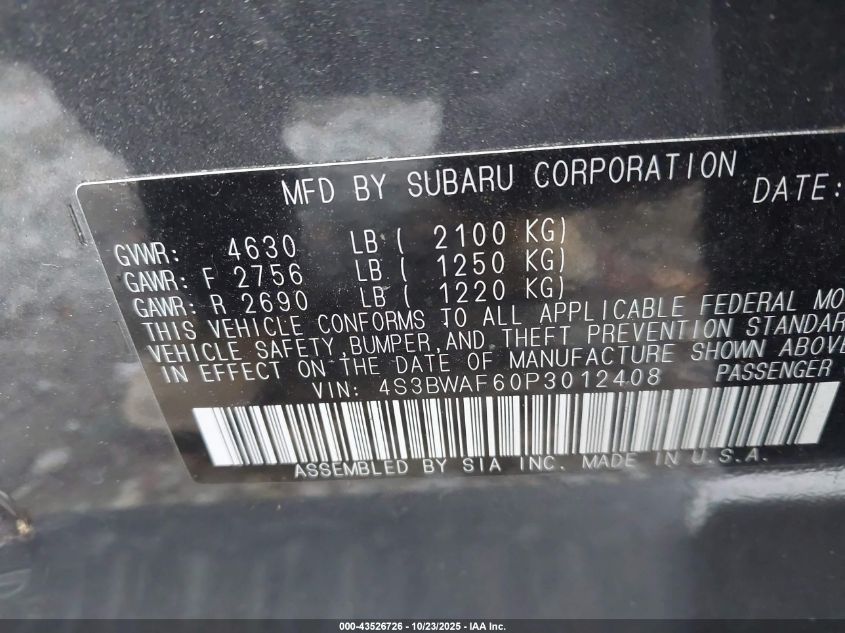 MFD BY SUBARU CORPORATION DATE:
GVWR: 4630 LB ( 2100 KG)
GAWR: F 2756 LB ( 1250 KG)
GAWR: R 2690 LB ( 1220 KG)
THIS VEHICLE CONFORMS TO ALL APPLICABLE FEDERAL MO
VEHICLE SAFETY,BUMPER,AND THEFT PREVENTION STANDAR
IN EFFECT ON THE DATE OF MANUFACTURE SHOWN ABOVE
VIN: 4S3BWAF60P3012408 PASSENGER
ASSEMBLED BY SIA INC. MADE IN U.S.A.
000-43526726 - 10/23/2025 - IAA Inc.